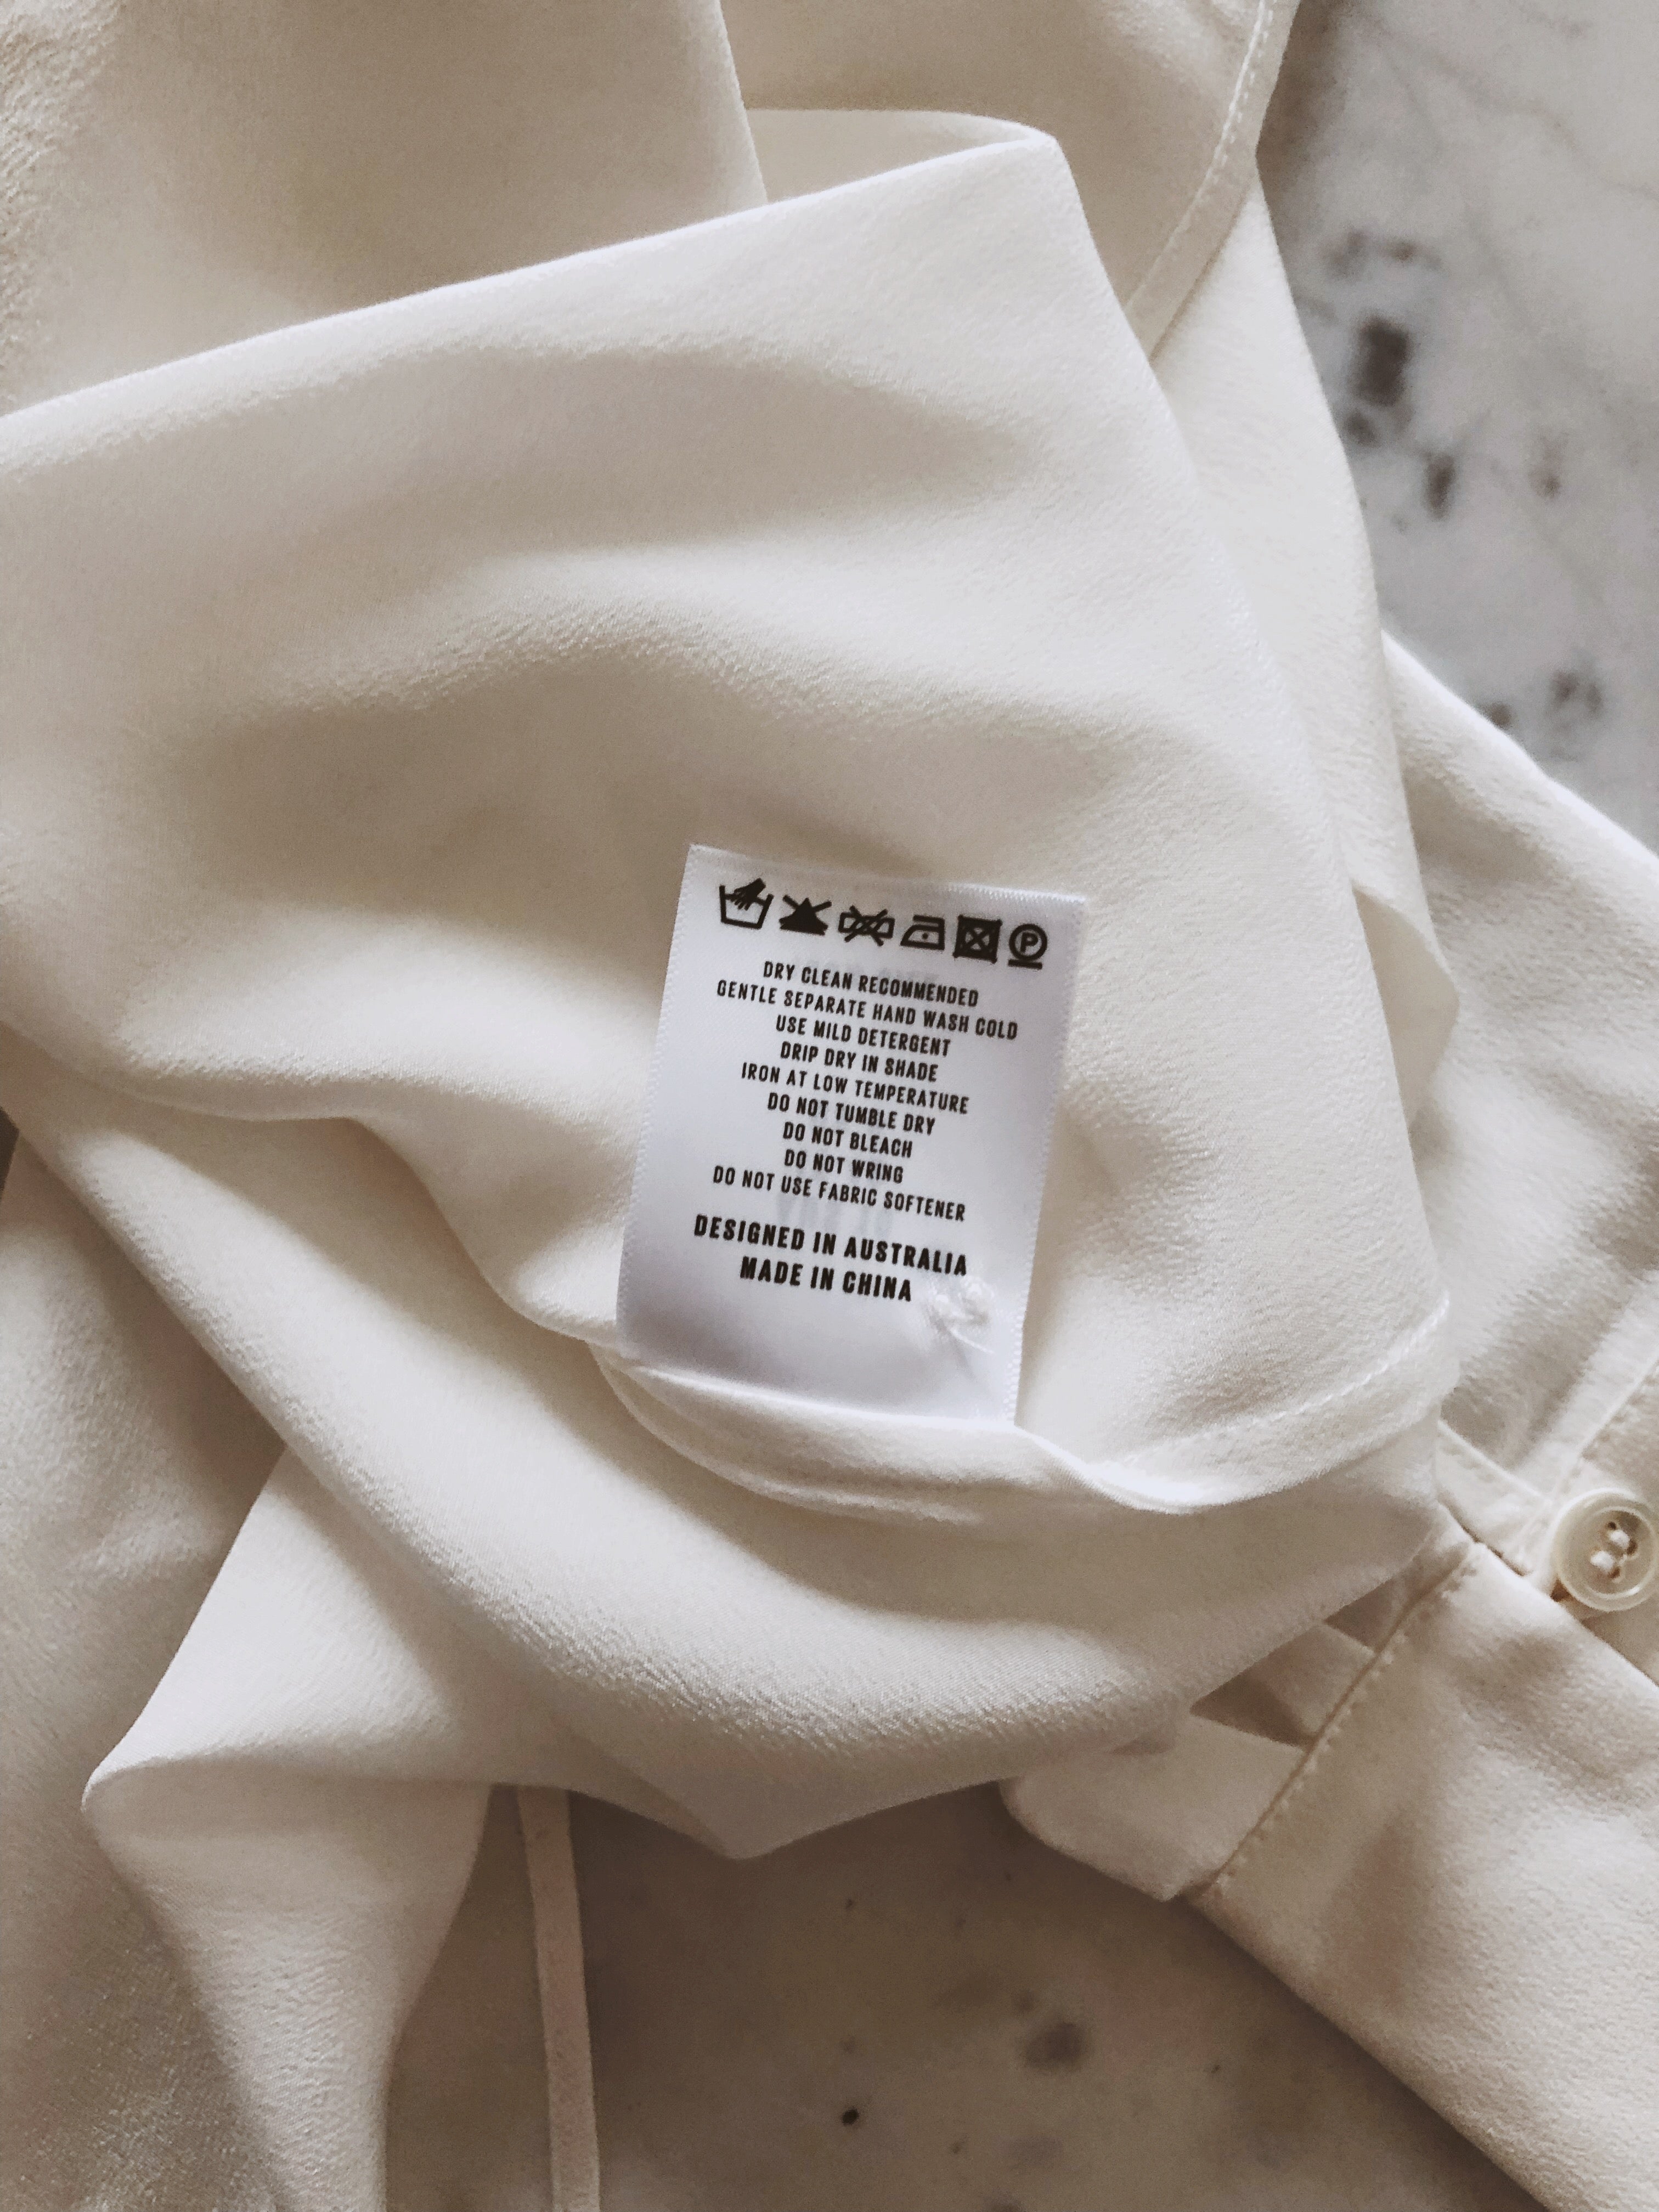 P
DRY CLEAN RECOMMENDED
GENTLE SEPARATE HAND WASH COLD
USE MILD DETERGENT
DRIP DRY IN SHADE
IRON AT LOW TEMPERATURE
DO NOT TUMBLE DRY
DO NOT BLEACH
DO NOT WRING
DO NOT USE FABRIC SOFTENER
DESIGNED IN AUSTRALIA
MADE IN CHINA